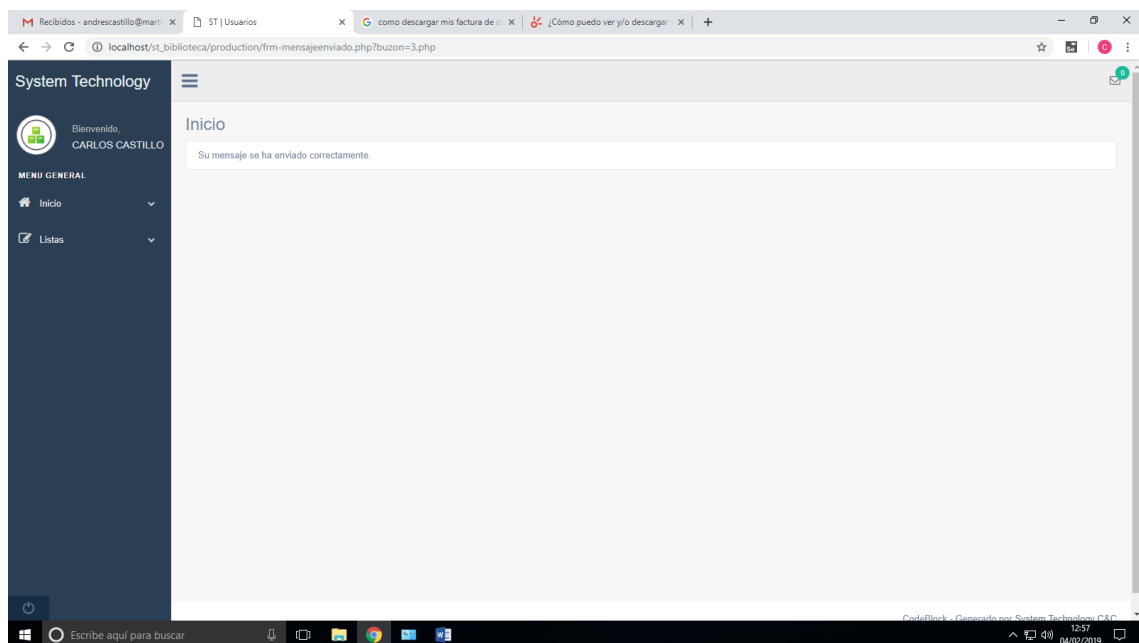 Recibidos - andrescastillo@mart
ST | Usuarios
como descargar mis factura de c
¿Cómo puedo ver y/o descargar
localhost/st_biblioteca/production/frm-mensajeenviado.php?buzon=3.php
Se
C
System Technology
0
Bienvenido,
CARLOS CASTILLO
Inicio
Su mensaje se ha enviado correctamente.
MENU GENERAL
Inicio
Listas
CodeBlock - Generado por System Technology C&C
Escribe aquí para buscar
12:57
04/02/2019